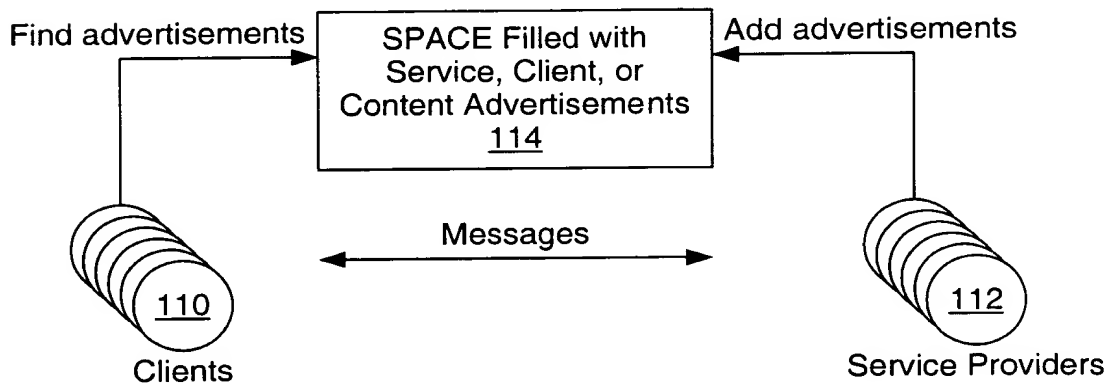 Find advertisements
SPACE Filled with
Service, Client, or
Content Advertisements
114
Add advertisements
Messages
110
Clients
112
Service Providers